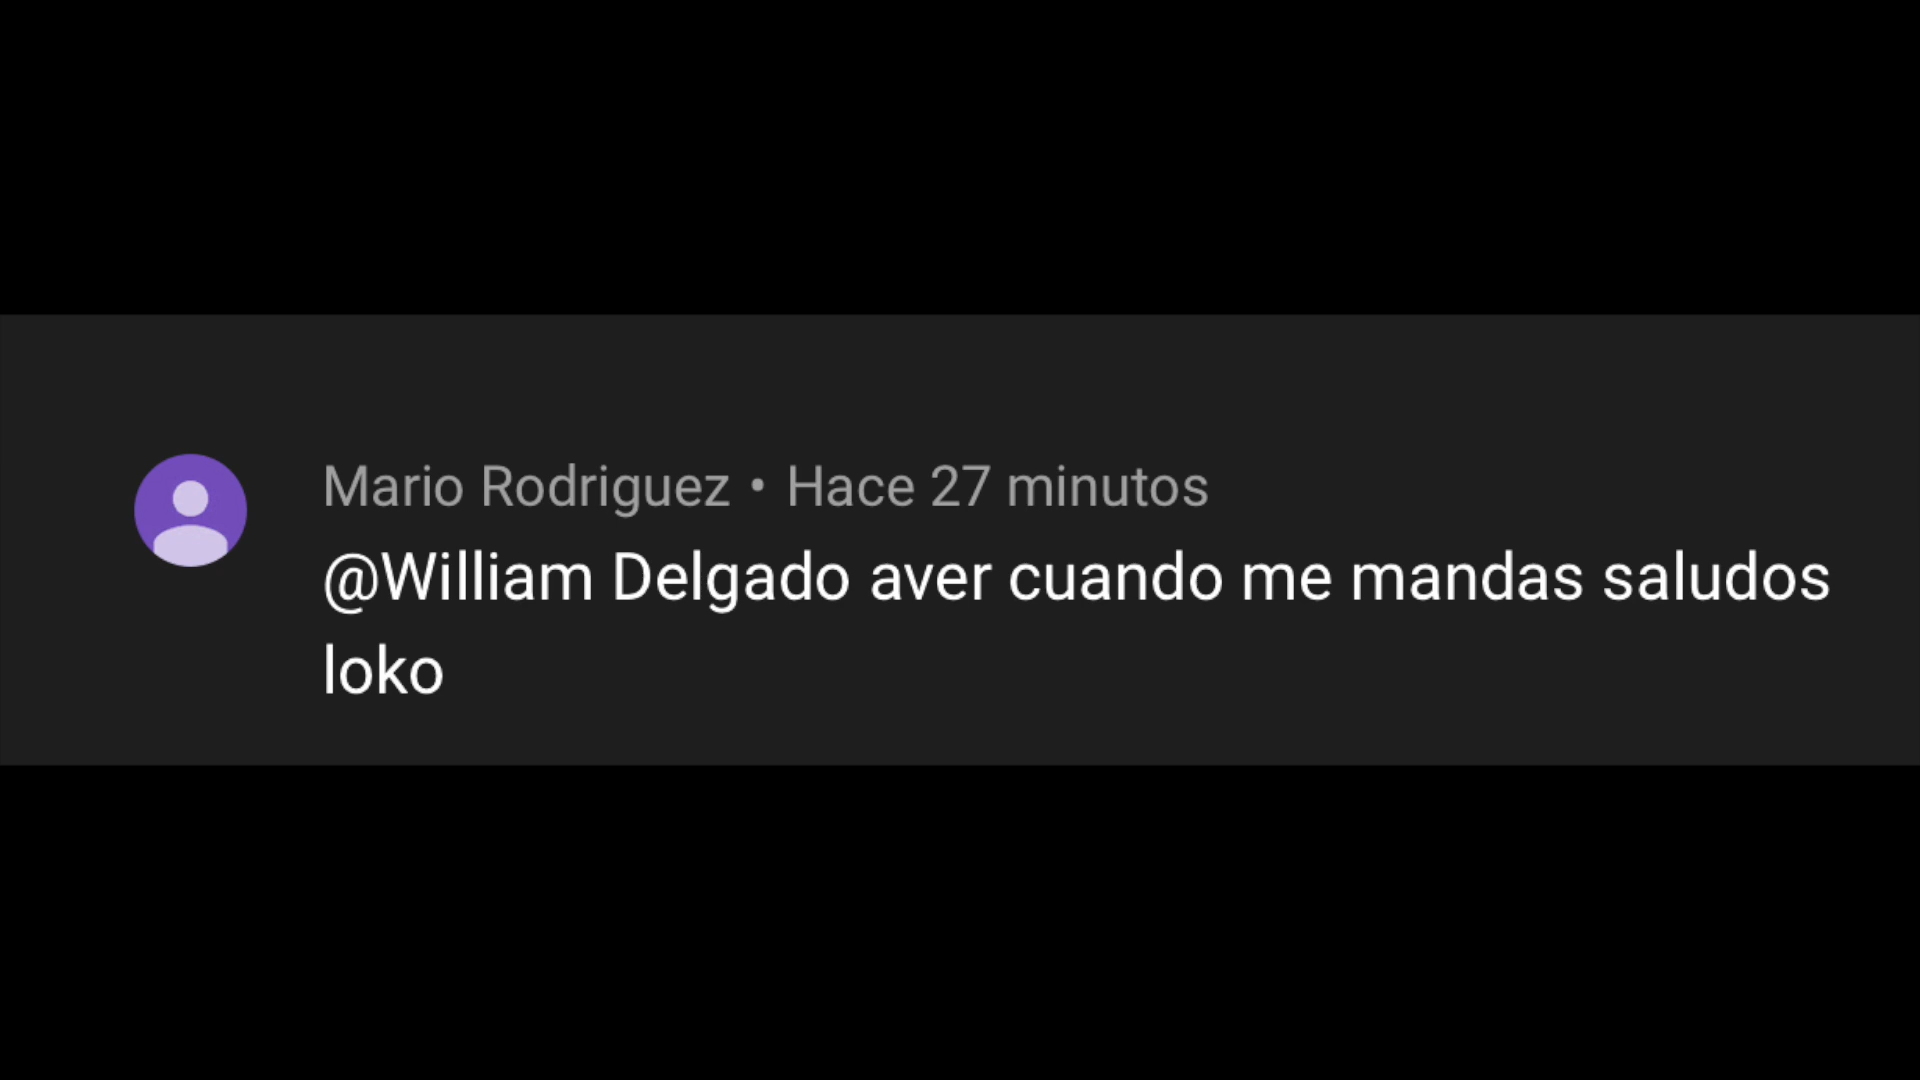 Mario Rodriguez • Hace 27 minutos
@William Delgado aver cuando me mandas saludos
loko